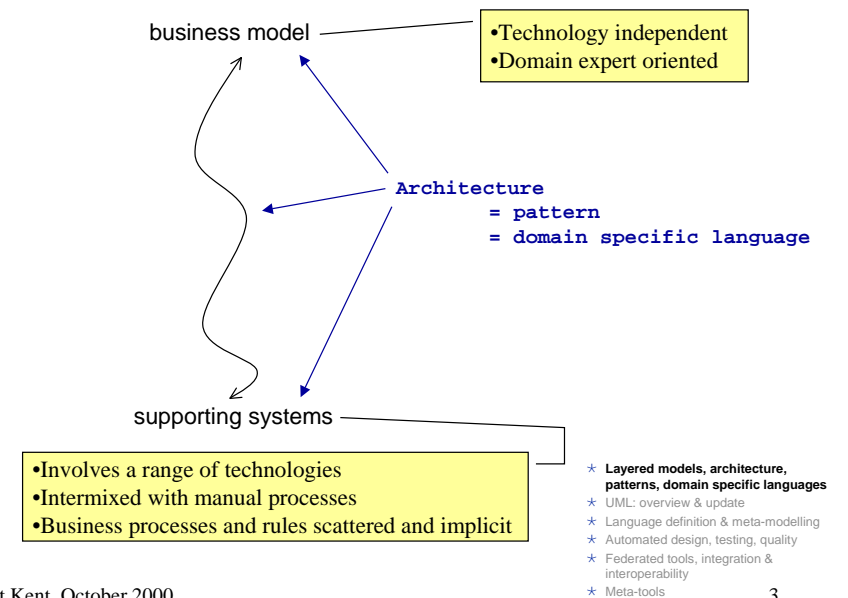 business model
•Technology independent
•Domain expert oriented
Architecture
= pattern
= domain specific language
supporting systems
•Involves a range of technologies
•Intermixed with manual processes
•Business processes and rules scattered and implicit
* Layered models, architecture,
patterns, domain specific languages
* UML: overview & update
* Language definition & meta-modelling
* Automated design, testing, quality
* Federated tools, integration &
interoperability
* Meta-tools
t Kent, October 2000
3